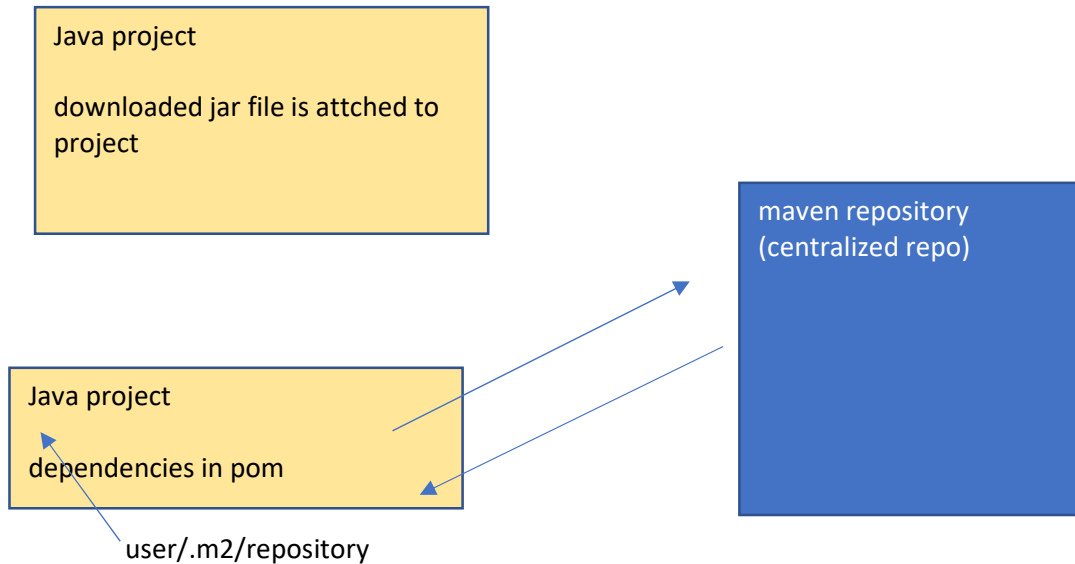 Java project
downloaded jar file is attched to
project
maven repository
(centralized repo)
Java project
dependencies in pom
user/.m2/repository